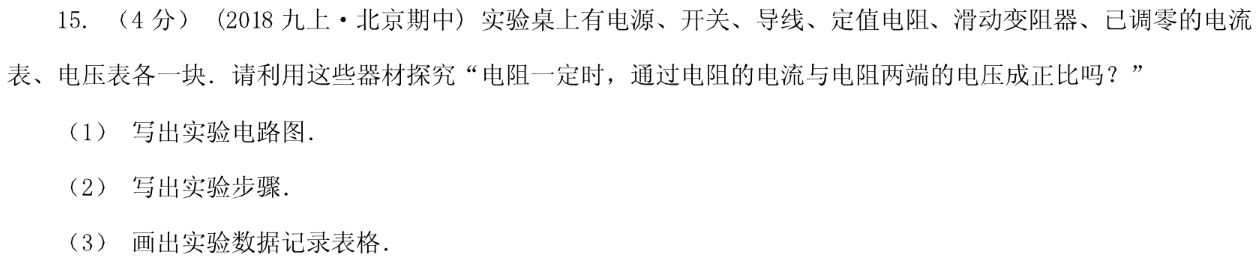 15. （4 分） (2018 九上·北京期中) 实验桌上有电源、开关、导线、定值电阻、滑动变阻器、已调零的电流
表、电压表各一块. 请利用这些器材探究“电阻一定时，通过电阻的电流与电阻两端的电压成正比吗？”
（1） 写出实验电路图.
（2） 写出实验步骤.
（3） 画出实验数据记录表格.